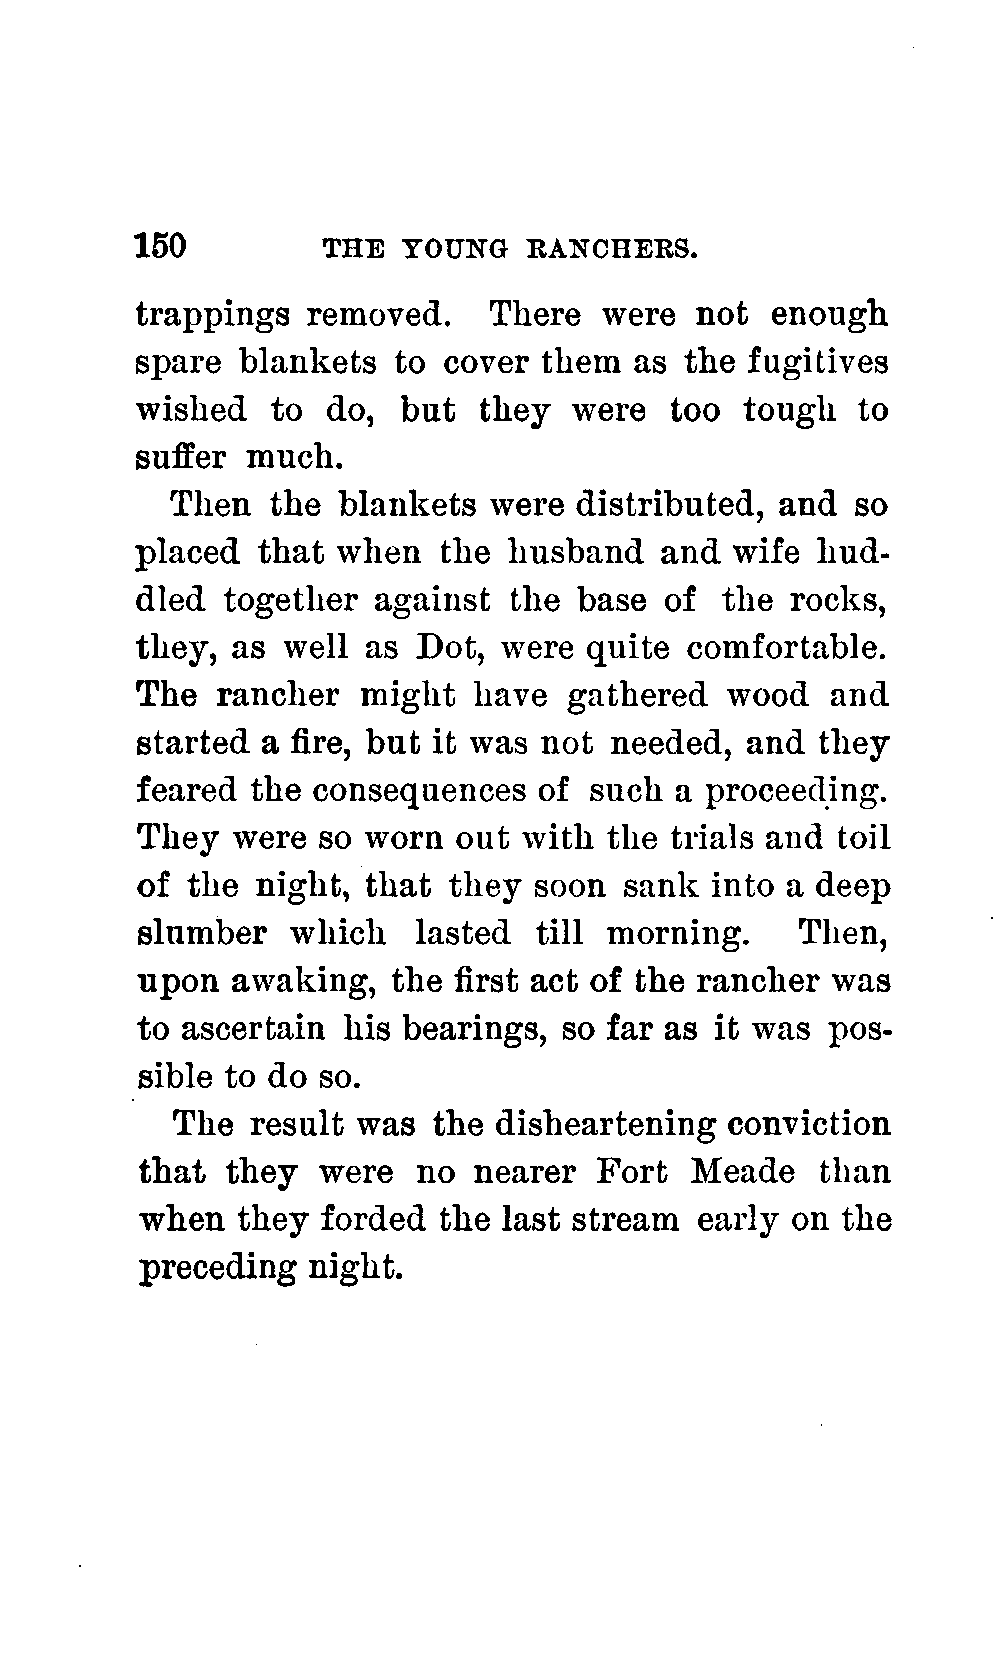 150 THE YOUNG RANCHERS.
trappings removed. There were not enough
spare blankets to cover them as the fugitives
wished to do, but they were too tough to
suffer much.
Then the blankets were distributed, and so
placed that when the husband and wife hud-
dled together against the base of the rocks,
they, as well as Dot, were quite comfortable.
The rancher might have gathered wood and
started a fire, but it was not needed, and they
feared the consequences of such a proceeding.
They were so worn out with the trials and toil
of the night, that they soon sank into a deep
slumber which lasted till morning. Then,
upon awaking, the first act of the rancher was
to ascertain his bearings, so far as it was pos-
sible to do so.
The result was the disheartening conviction
that they were no nearer Fort Meade than
when they forded the last stream early on the
preceding night.